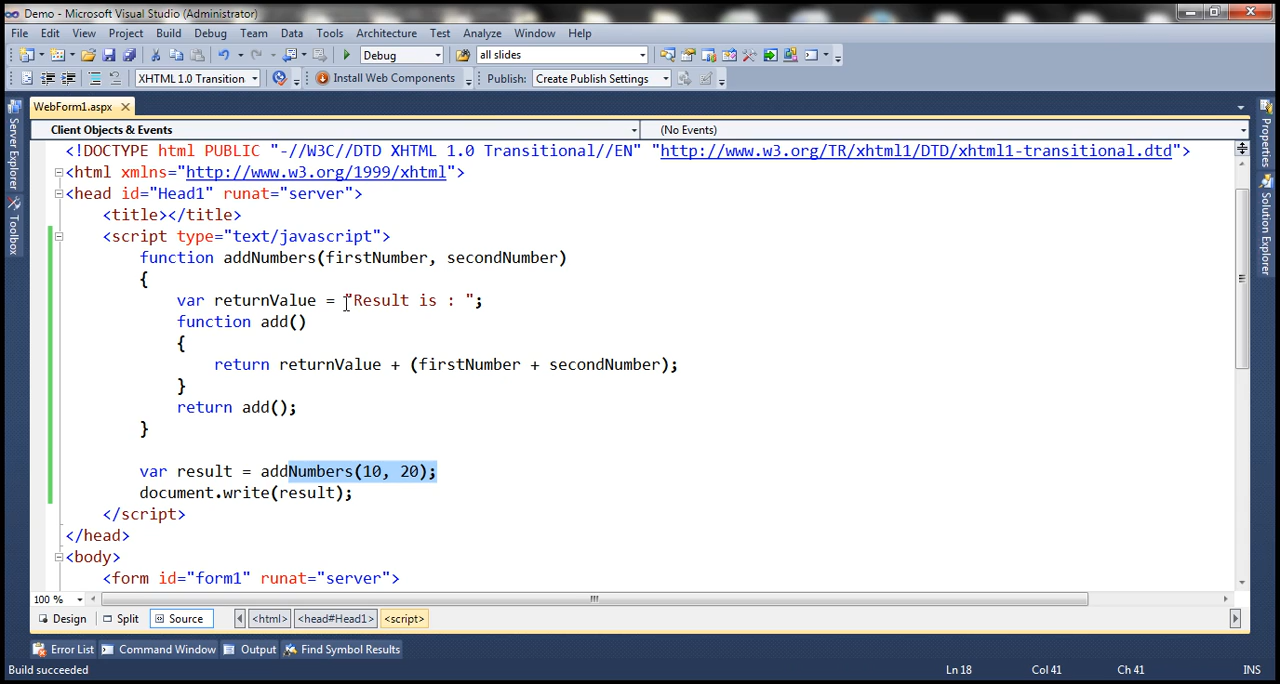 Demo - Microsoft Visual Studio (Administrator)
File Edit View Project Build Debug Team Data Tools Architecture Test Analyze Window Help
Debug all slides
XHTML 1.0 Transition Install Web Components Publish: Create Publish Settings
WebForm1.aspx
Client Objects & Events (No Events)
Server Explorer
Toolbox
Properties
Solution Explorer
<!DOCTYPE html PUBLIC "-//W3C//DTD XHTML 1.0 Transitional//EN" "http://www.w3.org/TR/xhtml1/DTD/xhtml1-transitional.dtd">
<html xmlns="http://www.w3.org/1999/xhtml">
<head id="Head1" runat="server">
<title></title>
<script type="text/javascript">
function addNumbers(firstNumber, secondNumber)
{
var returnValue = "Result is : ";
function add()
{
return returnValue + (firstNumber + secondNumber);
}
return add();
}
var result = addNumbers(10, 20);
document.write(result);
</script>
</head>
<body>
<form id="form1" runat="server">
100 %
Design Split Source <html> <head#Head1> <script>
Error List Command Window Output Find Symbol Results
Build succeeded Ln 18 Col 41 Ch 41 INS